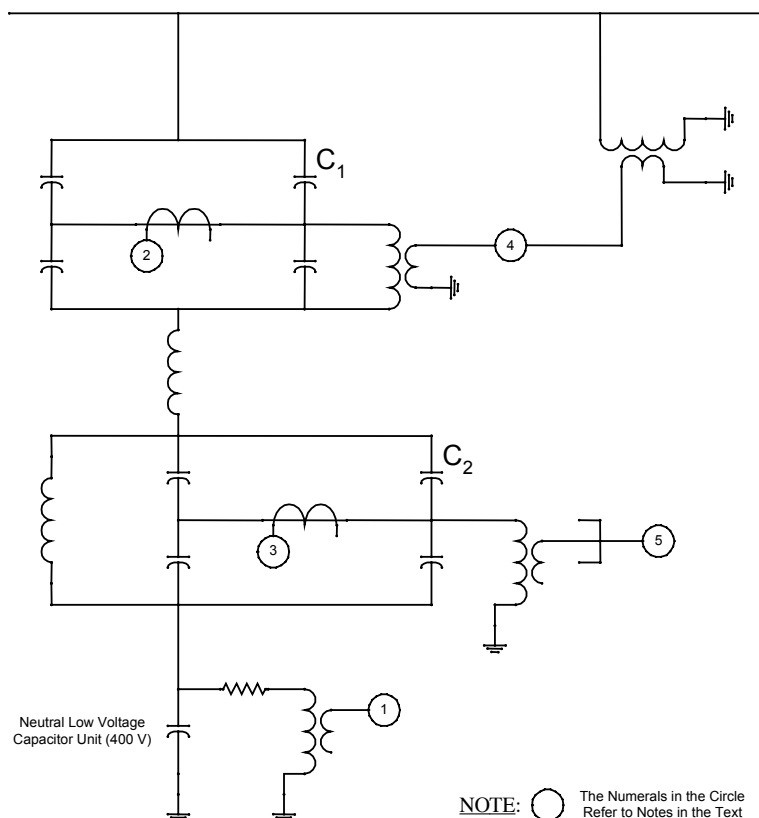 C1
2
4
C2
3
5
1
Neutral Low Voltage
Capacitor Unit (400 V)
NOTE: The Numerals in the Circle
Refer to Notes in the Text